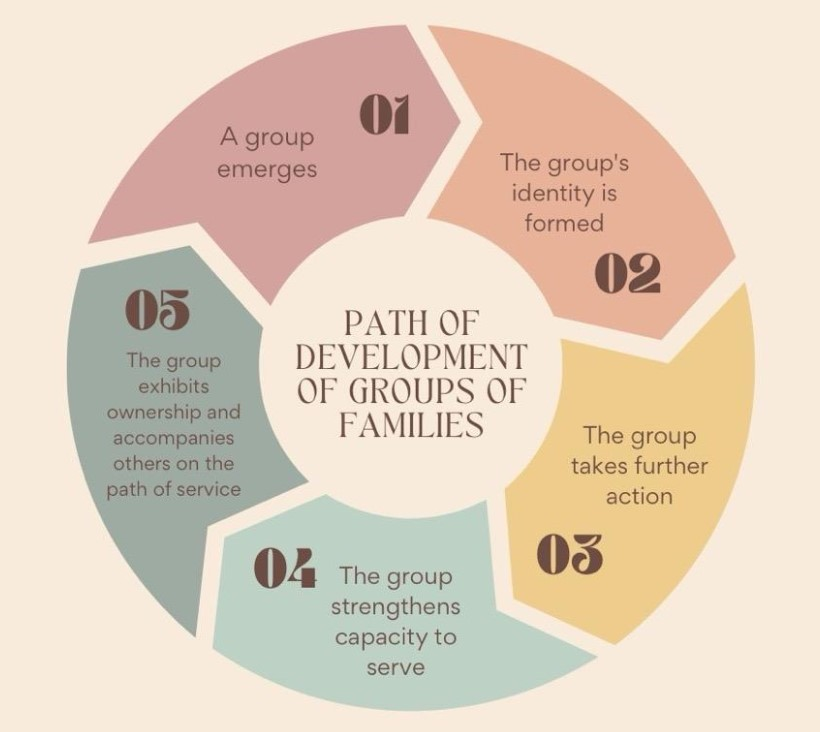 01
A group
emerges
The group's
identity is
formed
02
The group
takes further
action
03
04
The group
strengthens
capacity to
serve
05
The group
exhibits
ownership and
accompanies
others on the
path of service
PATH OF
DEVELOPMENT
OF GROUPS OF
FAMILIES